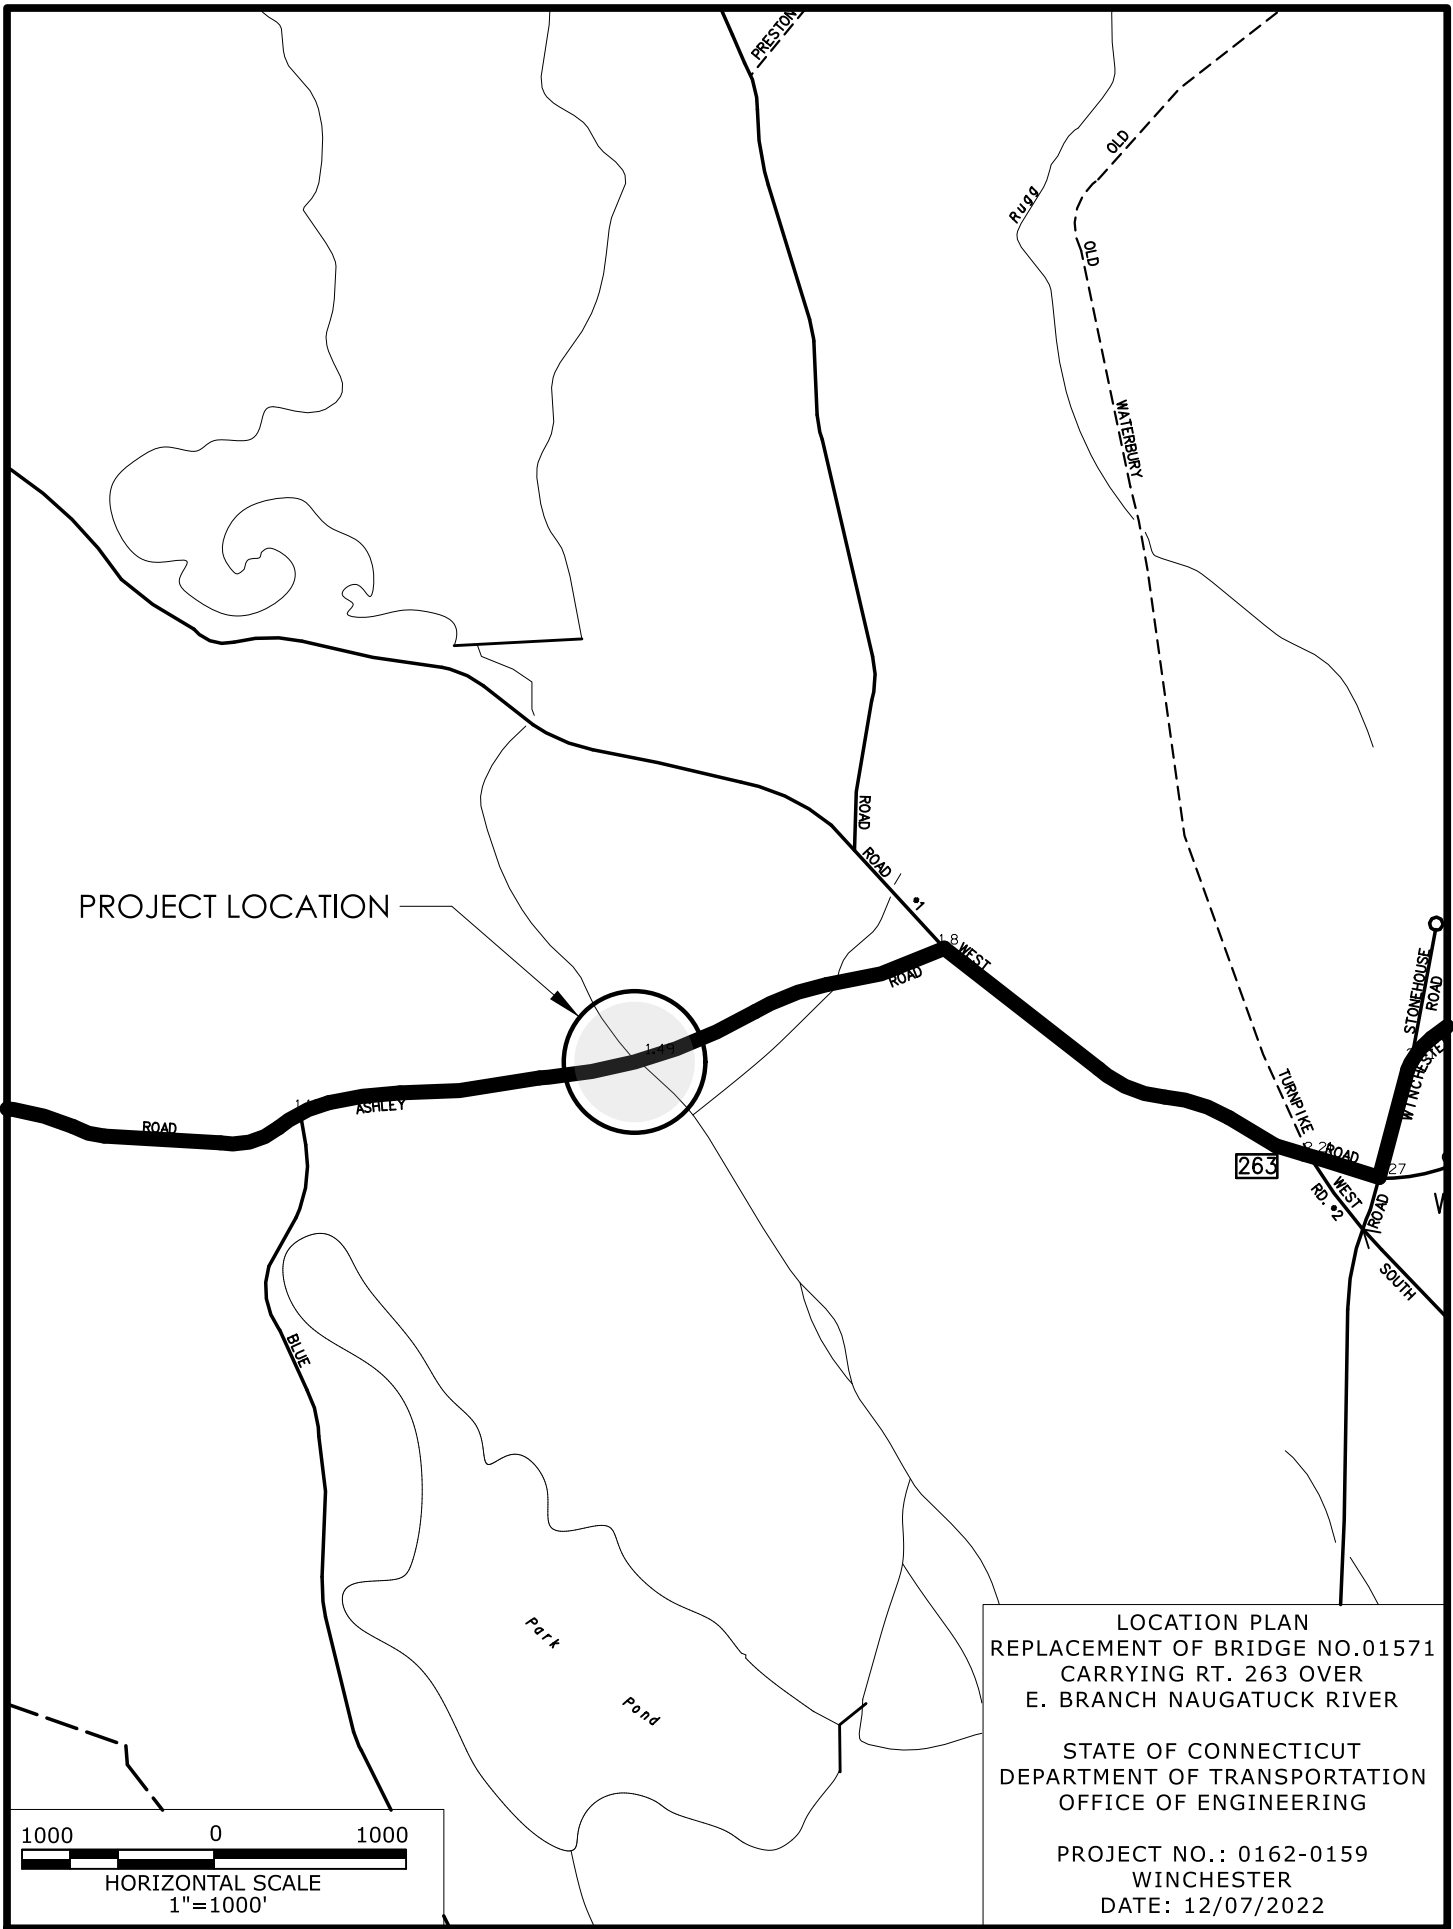 PRESTON
OLD
Rugg
OLD
WATERBURY
ROAD
ROAD
•1
PROJECT LOCATION
1.8
WEST
ROAD
STONEHOUSE
ROAD
1.49
ASHLEY
ROAD
TURNPIKE
263
ROAD
27
WEST
RD. •2
ROAD
SOUTH
BLUE
Park
Pond
LOCATION PLAN
REPLACEMENT OF BRIDGE NO.01571
CARRYING RT. 263 OVER
E. BRANCH NAUGATUCK RIVER
STATE OF CONNECTICUT
DEPARTMENT OF TRANSPORTATION
OFFICE OF ENGINEERING
PROJECT NO.: 0162-0159
WINCHESTER
DATE: 12/07/2022
1000 0 1000
HORIZONTAL SCALE
1"=1000'